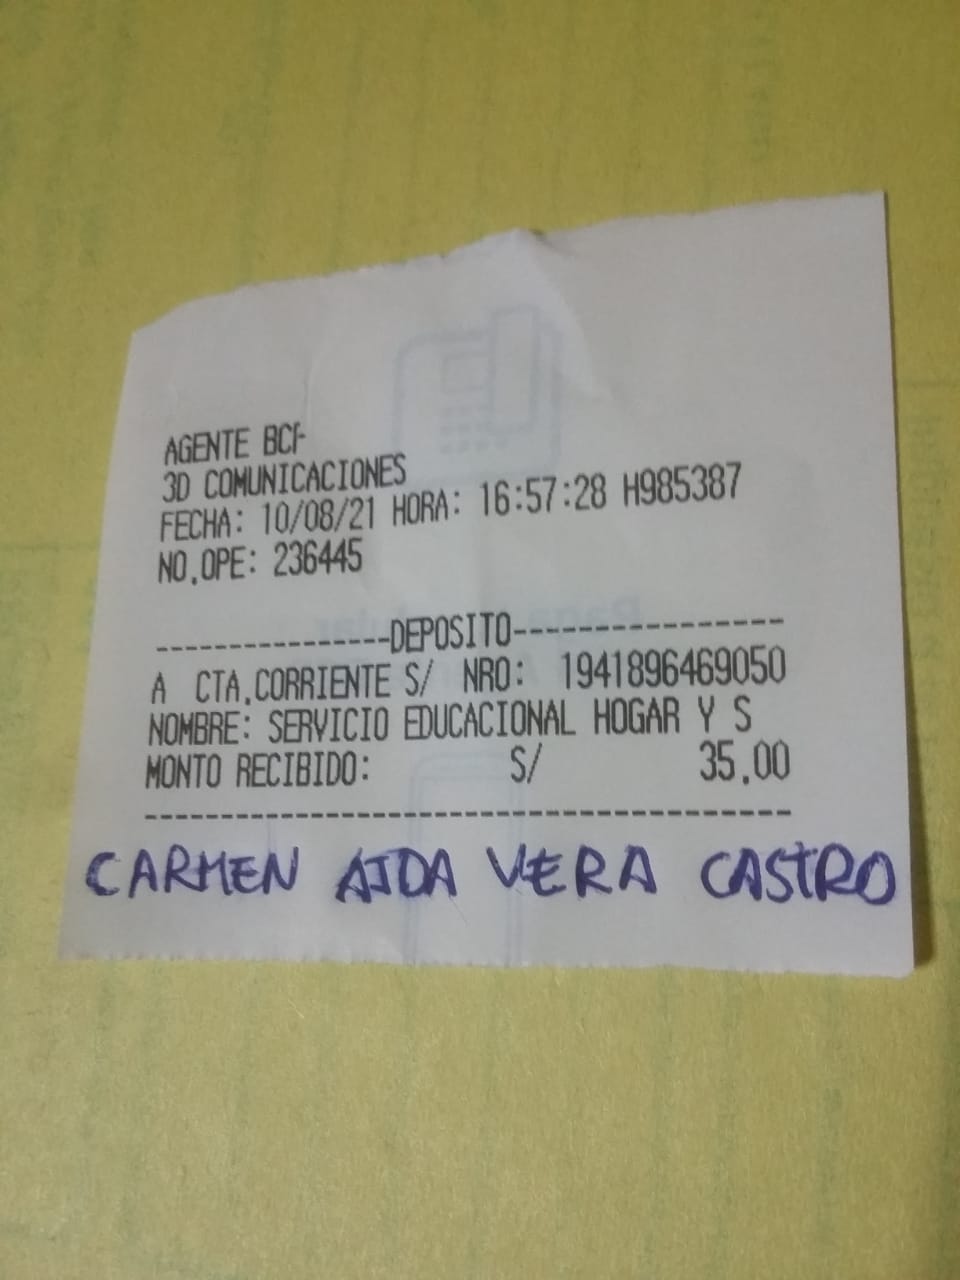 AGENTE BCP
3D COMUNICACIONES
FECHA: 10/08/21 HORA: 16:57:28 H985387
NO.OPE: 236445
----------------DEPOSITO----------------
A CTA.CORRIENTE S/ NRO: 1941896469050
NOMBRE: SERVICIO EDUCACIONAL HOGAR Y S
MONTO RECIBIDO: S/ 35.00
CARMEN AIDA VERA CASTRO